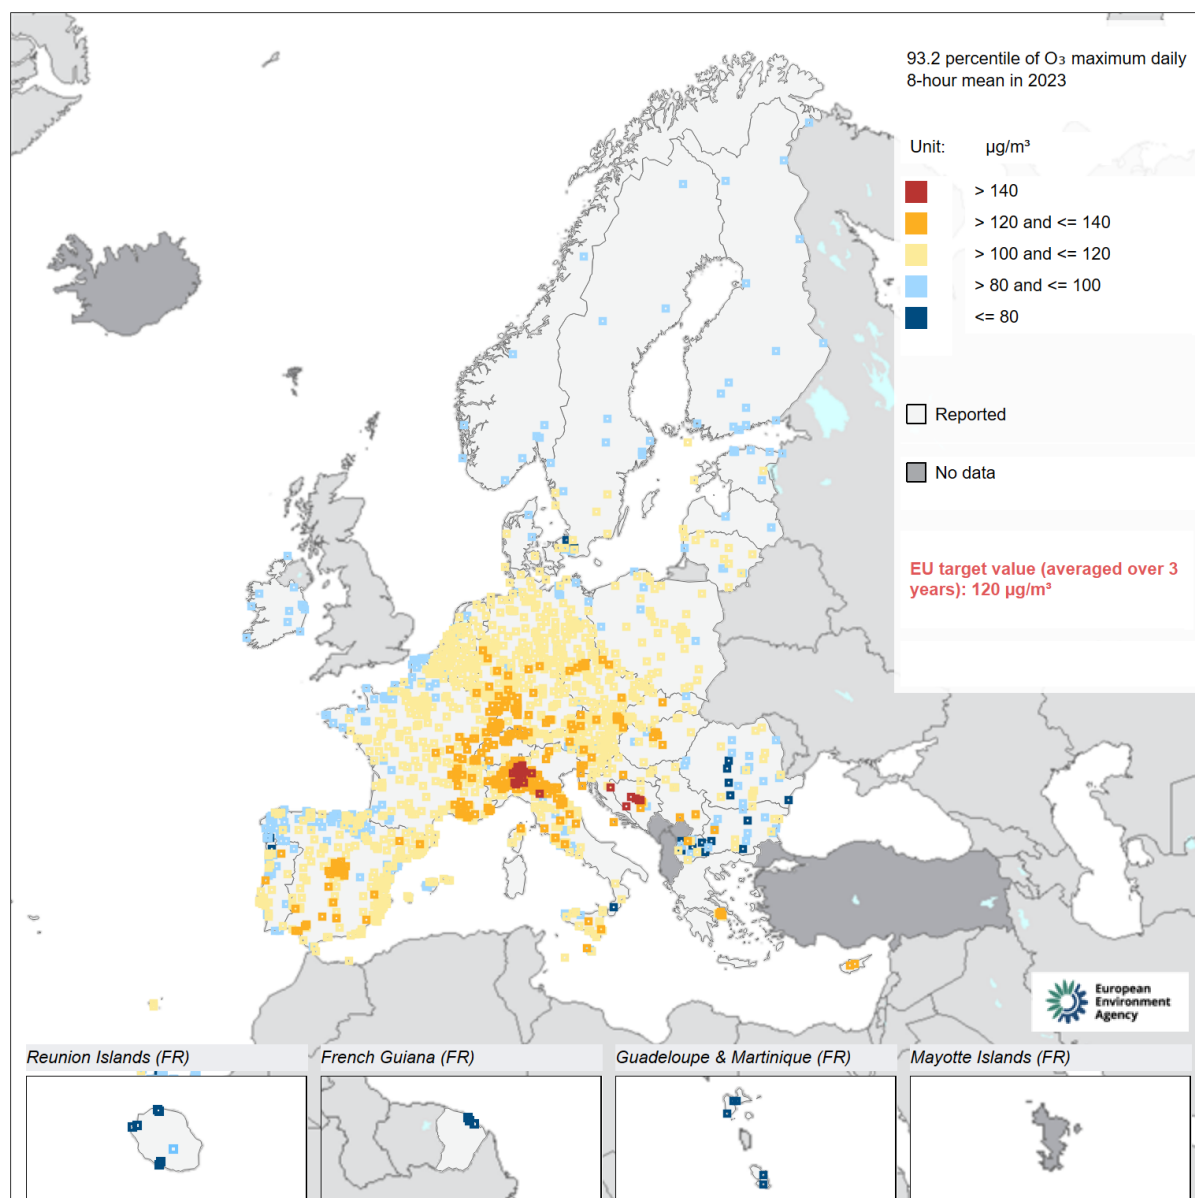 93.2 percentile of O₃ maximum daily
8-hour mean in 2023
Unit: µg/m³
> 140
> 120 and <= 140
> 100 and <= 120
> 80 and <= 100
<= 80
Reported
No data
EU target value (averaged over 3
years): 120 µg/m³
European
Environment
Agency
Reunion Islands (FR)
French Guiana (FR)
Guadeloupe & Martinique (FR)
Mayotte Islands (FR)